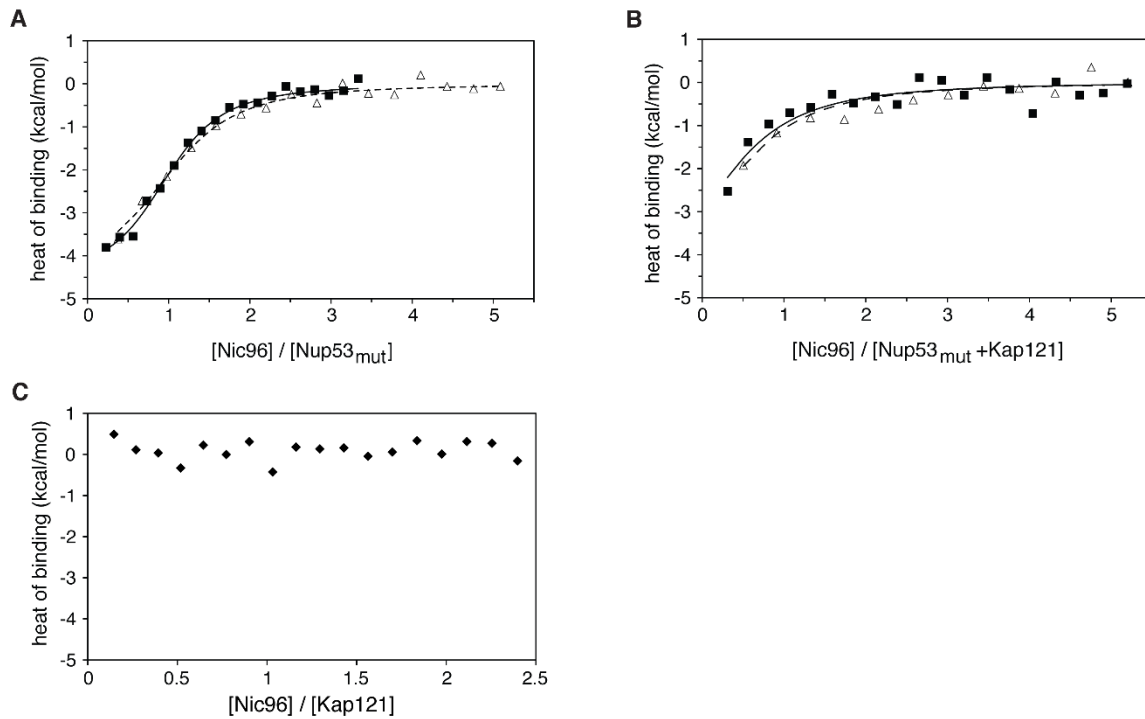 A
1
0
-1
-2
-3
-4
-5
heat of binding (kcal/mol)
0 1 2 3 4 5
[Nic96] / [Nup53mut]
B
1
0
-1
-2
-3
-4
-5
heat of binding (kcal/mol)
0 1 2 3 4 5
[Nic96] / [Nup53mut +Kap121]
C
1
0
-1
-2
-3
-4
-5
heat of binding (kcal/mol)
0 0.5 1 1.5 2 2.5
[Nic96] / [Kap121]